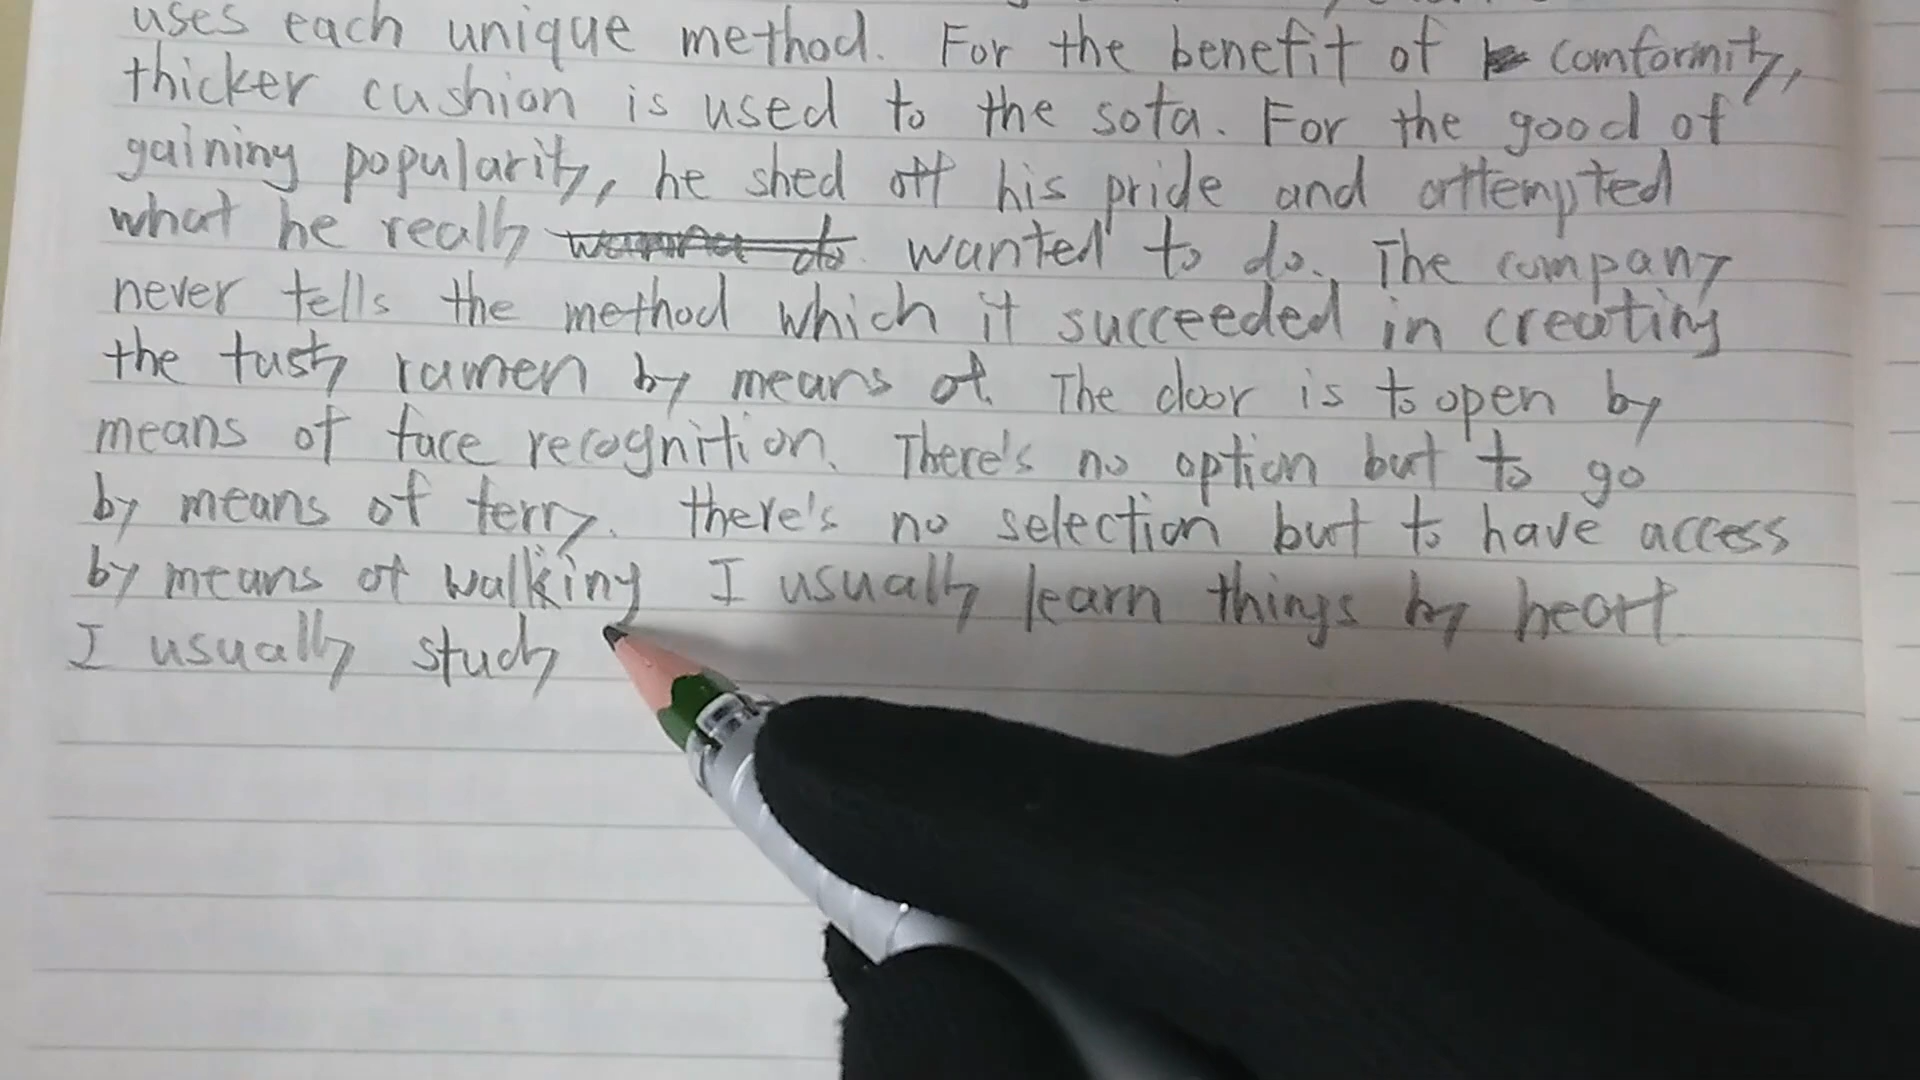 uses each unique method. For the benefit of comformity,
thicker cushion is used to the sofa. For the good of
gaining popularity, he shed off his pride and attempted
what he really wanna do wanted to do. The company
never tells the method which it succeeded in creating
the tasty ramen by means of. The door is to open by
means of face recognition. There's no option but to go
by means of ferry. there's no selection but to have access
by means of walking I usually learn things by heart
I usually study